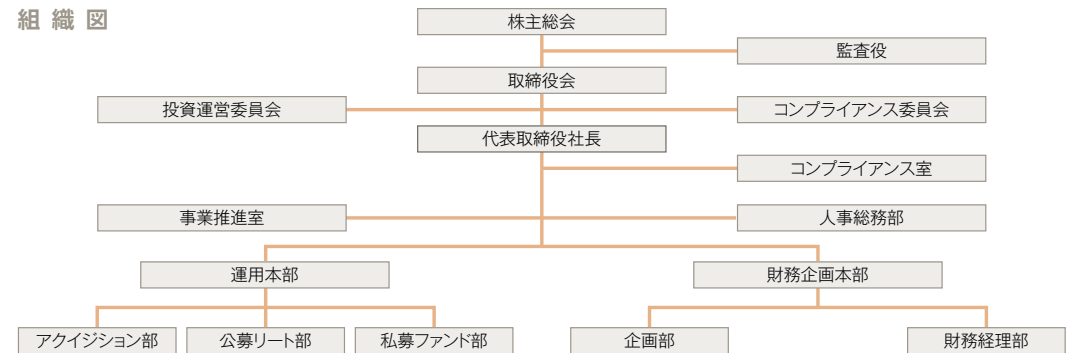 組織図
株主総会
監査役
取締役会
投資運営委員会
コンプライアンス委員会
代表取締役社長
コンプライアンス室
事業推進室
人事総務部
運用本部
財務企画本部
アクイジション部
公募リート部
私募ファンド部
企画部
財務経理部